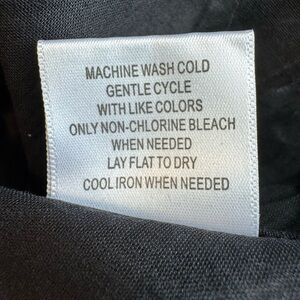 MACHINE WASH COLD
GENTLE CYCLE
WITH LIKE COLORS
ONLY NON-CHLORINE BLEACH
WHEN NEEDED
LAY FLAT TO DRY
COOL IRON WHEN NEEDED